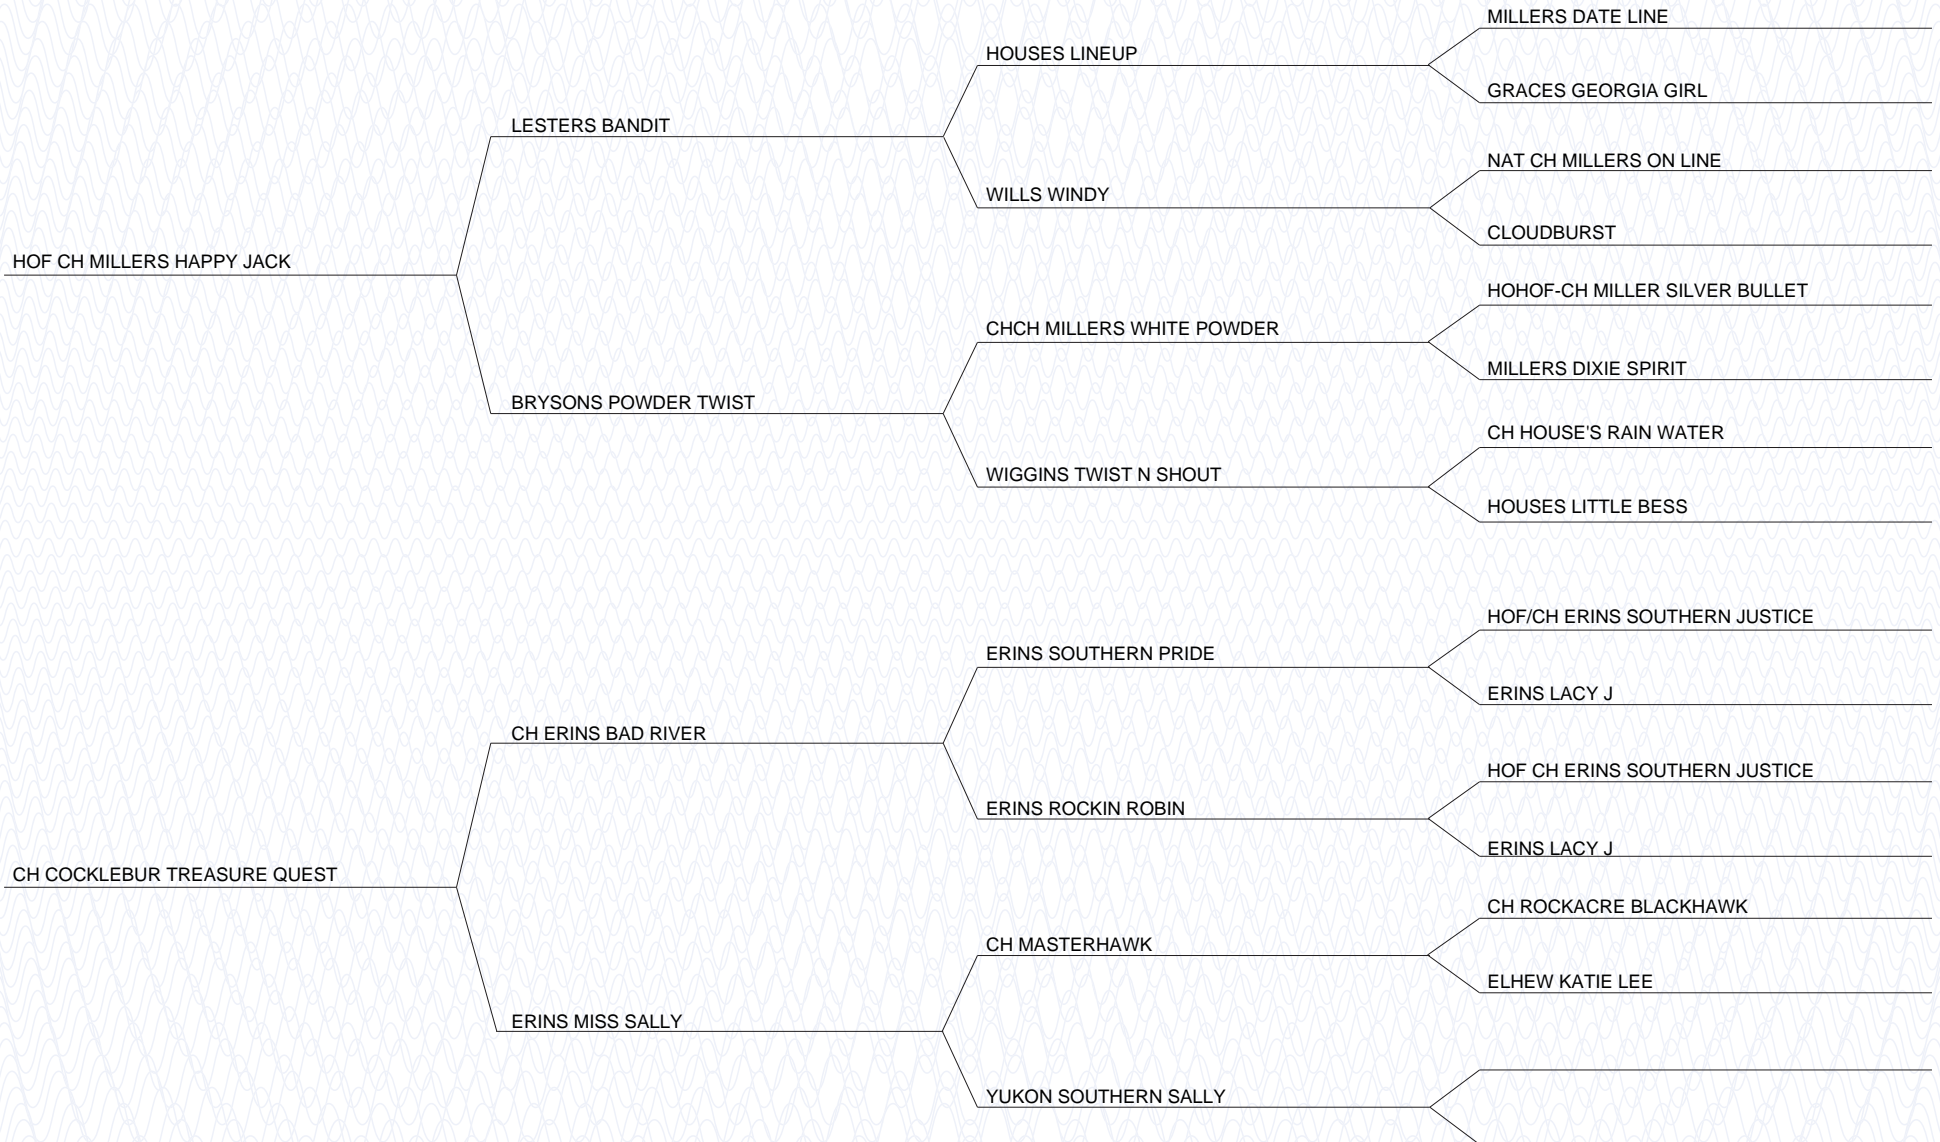 MILLERS DATE LINE
HOUSES LINEUP
GRACES GEORGIA GIRL
LESTERS BANDIT
NAT CH MILLERS ON LINE
WILLS WINDY
CLOUDBURST
HOF CH MILLERS HAPPY JACK
HOHOF-CH MILLER SILVER BULLET
CHCH MILLERS WHITE POWDER
MILLERS DIXIE SPIRIT
BRYSONS POWDER TWIST
CH HOUSE'S RAIN WATER
WIGGINS TWIST N SHOUT
HOUSES LITTLE BESS
HOF/CH ERINS SOUTHERN JUSTICE
ERINS SOUTHERN PRIDE
ERINS LACY J
CH ERINS BAD RIVER
HOF CH ERINS SOUTHERN JUSTICE
ERINS ROCKIN ROBIN
ERINS LACY J
CH COCKLEBUR TREASURE QUEST
CH ROCKACRE BLACKHAWK
CH MASTERHAWK
ELHEW KATIE LEE
ERINS MISS SALLY
YUKON SOUTHERN SALLY